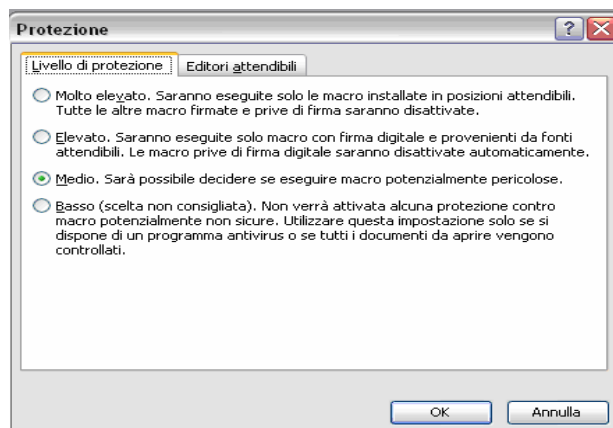 Protezione
Livello di protezione
Editori attendibili
Molto elevato. Saranno eseguite solo le macro installate in posizioni attendibili.
Tutte le altre macro firmate e prive di firma saranno disattivate.
Elevato. Saranno eseguite solo macro con firma digitale e provenienti da fonti
attendibili. Le macro prive di firma digitale saranno disattivate automaticamente.
Medio. Sarà possibile decidere se eseguire macro potenzialmente pericolose.
Basso (scelta non consigliata). Non verrà attivata alcuna protezione contro
macro potenzialmente non sicure. Utilizzare questa impostazione solo se si
dispone di un programma antivirus o se tutti i documenti da aprire vengono
controllati.
OK
Annulla